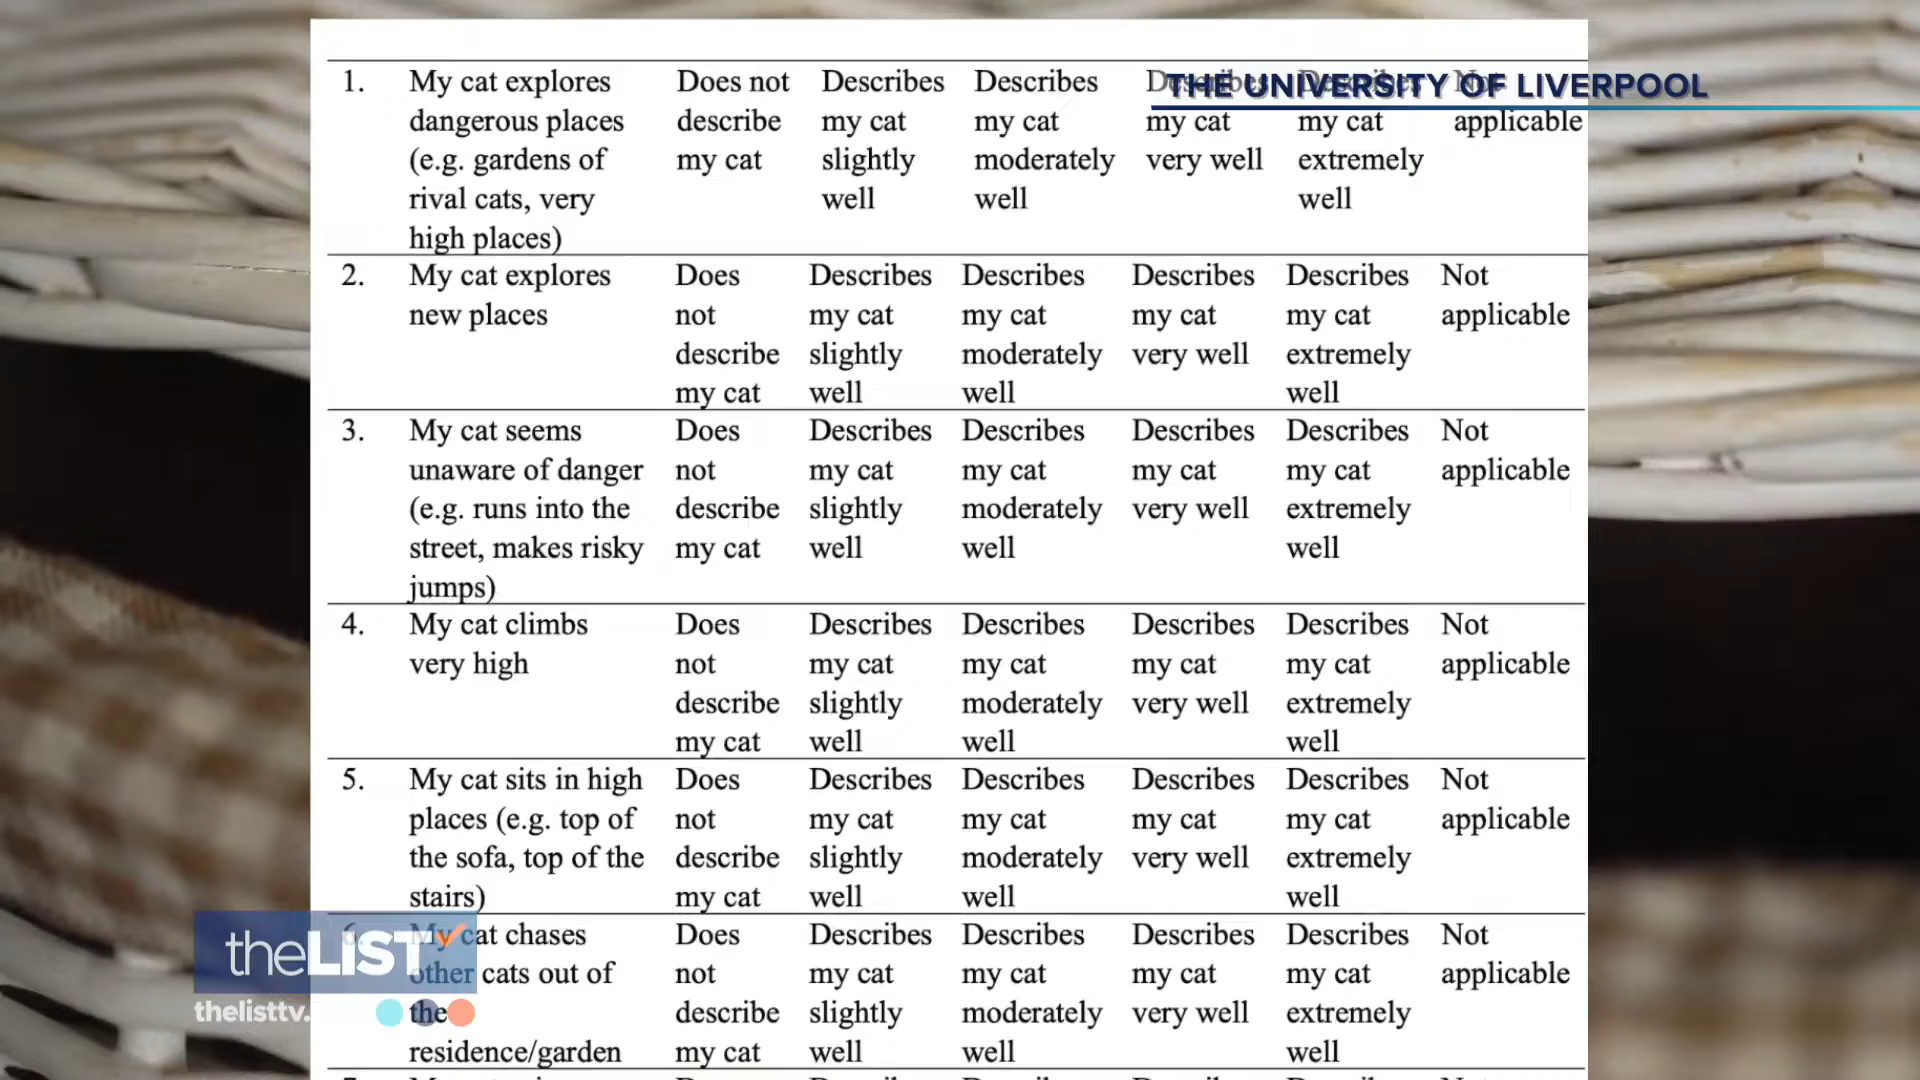 THE UNIVERSITY OF LIVERPOOL
1. My cat explores Does not Describes Describes Describes Describes Not
dangerous places describe my cat my cat my cat my cat applicable
(e.g. gardens of my cat slightly moderately very well extremely
rival cats, very well well well
high places)
2. My cat explores Does Describes Describes Describes Describes Not
new places not my cat my cat my cat my cat applicable
describe slightly moderately very well extremely
my cat well well well
3. My cat seems Does Describes Describes Describes Describes Not
unaware of danger not my cat my cat my cat my cat applicable
(e.g. runs into the describe slightly moderately very well extremely
street, makes risky my cat well well well
jumps)
4. My cat climbs Does Describes Describes Describes Describes Not
very high not my cat my cat my cat my cat applicable
describe slightly moderately very well extremely
my cat well well well
5. My cat sits in high Does Describes Describes Describes Describes Not
places (e.g. top of not my cat my cat my cat my cat applicable
the sofa, top of the describe slightly moderately very well extremely
stairs) my cat well well well
6. My cat chases Does Describes Describes Describes Describes Not
other cats out of not my cat my cat my cat my cat applicable
the describe slightly moderately very well extremely
residence/garden my cat well well well
theLIST
thelisttv.